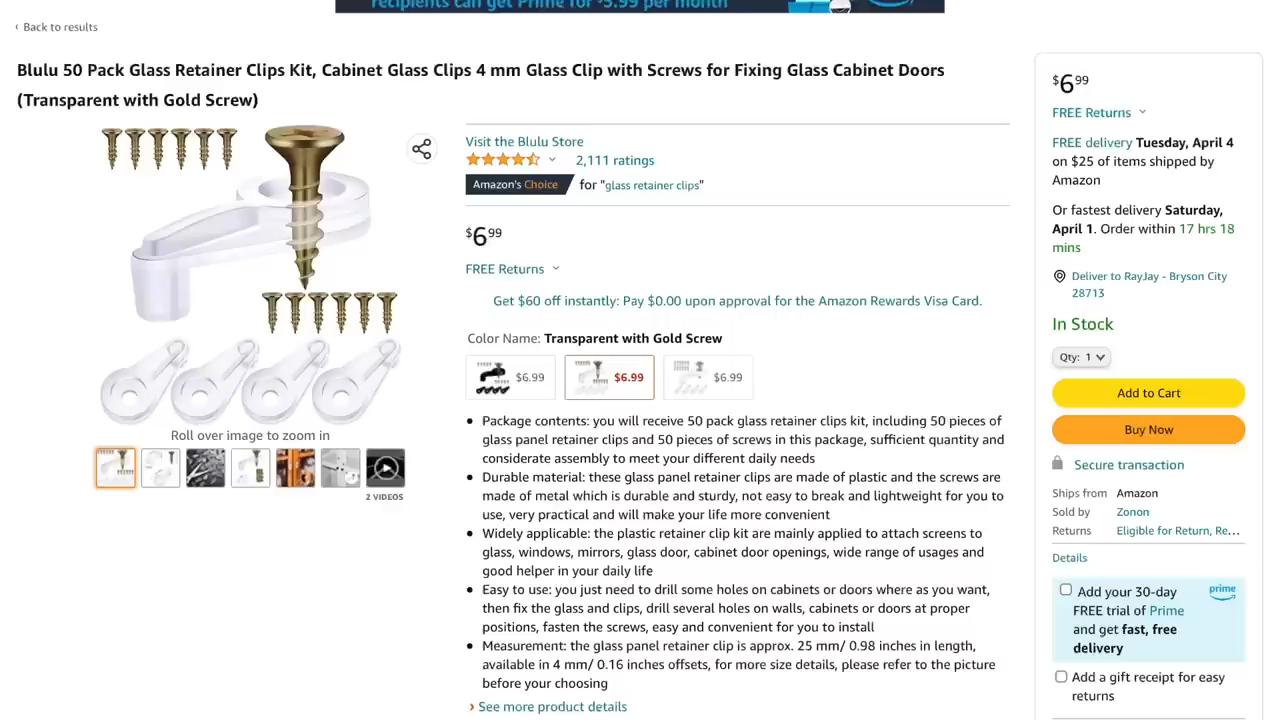 recipients can get Prime for $5.99 per month
‹ Back to results
Blulu 50 Pack Glass Retainer Clips Kit, Cabinet Glass Clips 4 mm Glass Clip with Screws for Fixing Glass Cabinet Doors
(Transparent with Gold Screw)
Visit the Blulu Store
2,111 ratings
Amazon's Choice for "glass retainer clips"
$6.99
FREE Returns
Get $60 off instantly: Pay $0.00 upon approval for the Amazon Rewards Visa Card.
Color Name: Transparent with Gold Screw
$6.99 $6.99 $6.99
Roll over image to zoom in
2 VIDEOS
• Package contents: you will receive 50 pack glass retainer clips kit, including 50 pieces of
glass panel retainer clips and 50 pieces of screws in this package, sufficient quantity and
considerate assembly to meet your different daily needs
• Durable material: these glass panel retainer clips are made of plastic and the screws are
made of metal which is durable and sturdy, not easy to break and lightweight for you to
use, very practical and will make your life more convenient
• Widely applicable: the plastic retainer clip kit are mainly applied to attach screens to
glass, windows, mirrors, glass door, cabinet door openings, wide range of usages and
good helper in your daily life
• Easy to use: you just need to drill some holes on cabinets or doors where as you want,
then fix the glass and clips, drill several holes on walls, cabinets or doors at proper
positions, fasten the screws, easy and convenient for you to install
• Measurement: the glass panel retainer clip is approx. 25 mm/ 0.98 inches in length,
available in 4 mm/ 0.16 inches offsets, for more size details, please refer to the picture
before your choosing
› See more product details
$6.99
FREE Returns
FREE delivery Tuesday, April 4
on $25 of items shipped by
Amazon
Or fastest delivery Saturday,
April 1. Order within 17 hrs 18
mins
Deliver to RayJay - Bryson City
28713
In Stock
Qty: 1
Add to Cart
Buy Now
Secure transaction
Ships from Amazon
Sold by Zonon
Returns Eligible for Return, Re...
Details
Add your 30-day
FREE trial of Prime
and get fast, free
delivery
prime
Add a gift receipt for easy
returns